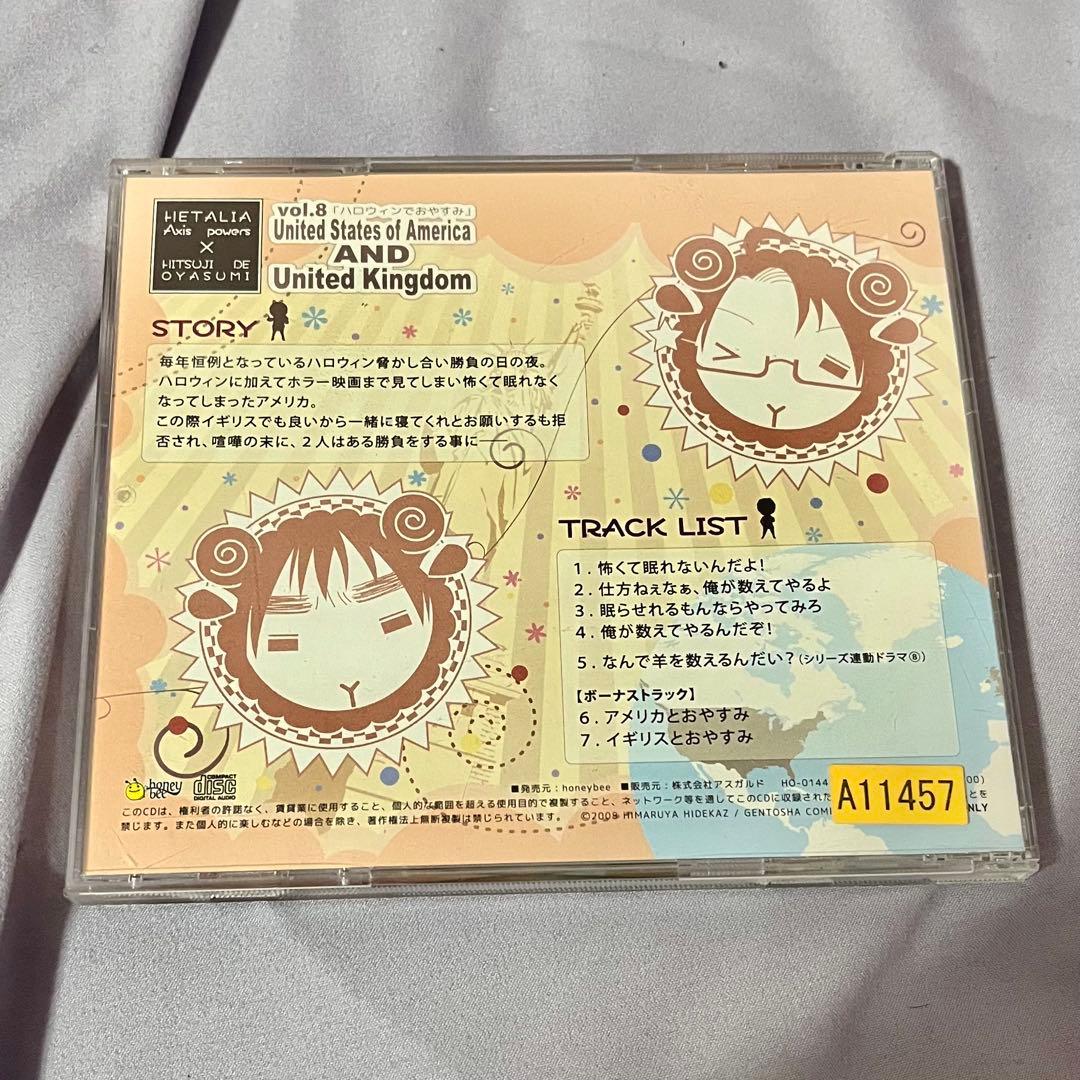 HETALIA
Axis powers
×
HITSUJI DE
OYASUMI
vol.8「ハロウィンでおやすみ」
United States of America
AND
United Kingdom
STORY
毎年恒例となっているハロウィン脅かし合い勝負の日の夜。
ハロウィンに加えてホラー映画まで見てしまい怖くて眠れなく
なってしまったアメリカ。
この際イギリスでも良いから一緒に寝てくれとお願いするも拒
否され、喧嘩の末に、2人はある勝負をする事に――
TRACK LIST
1．怖くて眠れないんだよ!
2．仕方ねぇなぁ、俺が数えてやるよ
3．眠らせれるもんならやってみろ
4．俺が数えてやるんだぞ!
5．なんで羊を数えるんだい?(シリーズ連動ドラマ⑧)
【ボーナストラック】
6．アメリカとおやすみ
7．イギリスとおやすみ
honey bee
COMPACT
disc
DIGITAL AUDIO
■発売元：honeybee ■販売元：株式会社アスガルド HO-0144 00)
このCDは、権利者の許諾なく、賃貸業に使用すること、個人的な範囲を超える使用目的で複製すること、ネットワーク等を通してこのCDに収録された とを
禁じます。また個人的に楽しむなどの場合を除き、著作権法上無断複製は禁じられています。 ©2008 HIMARUYA HIDEKAZ / GENTOSHA COMI NLY
A11457